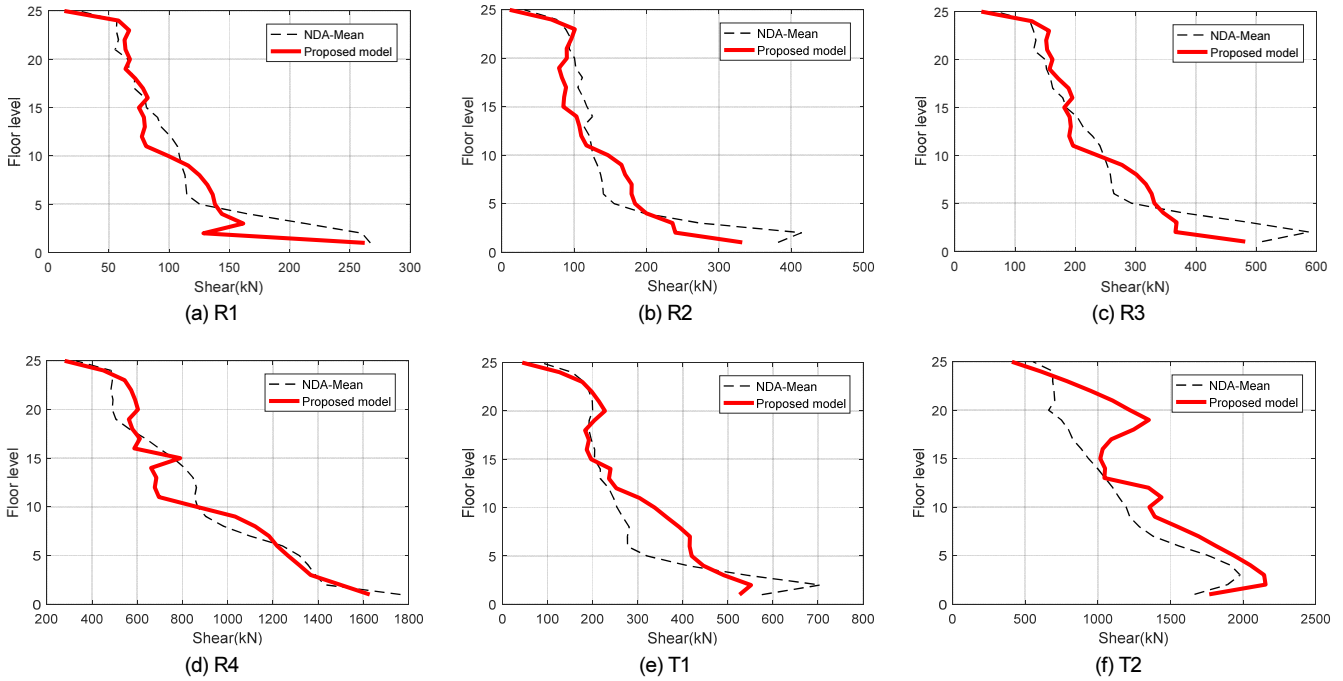 25
20
15
10
5
0
Floor level
NDA-Mean
Proposed model
0 50 100 150 200 250 300
Shear(kN)
(a) R1
25
20
15
10
5
0
Floor level
NDA-Mean
Proposed model
0 100 200 300 400 500
Shear(kN)
(b) R2
25
20
15
10
5
0
Floor level
NDA-Mean
Proposed model
0 100 200 300 400 500 600
Shear(kN)
(c) R3
25
20
15
10
5
0
Floor level
NDA-Mean
Proposed model
200 400 600 800 1000 1200 1400 1600 1800
Shear(kN)
(d) R4
25
20
15
10
5
0
Floor level
NDA-Mean
Proposed model
0 100 200 300 400 500 600 700 800
Shear(kN)
(e) T1
25
20
15
10
5
0
Floor level
NDA-Mean
Proposed model
0 500 1000 1500 2000 2500
Shear(kN)
(f) T2